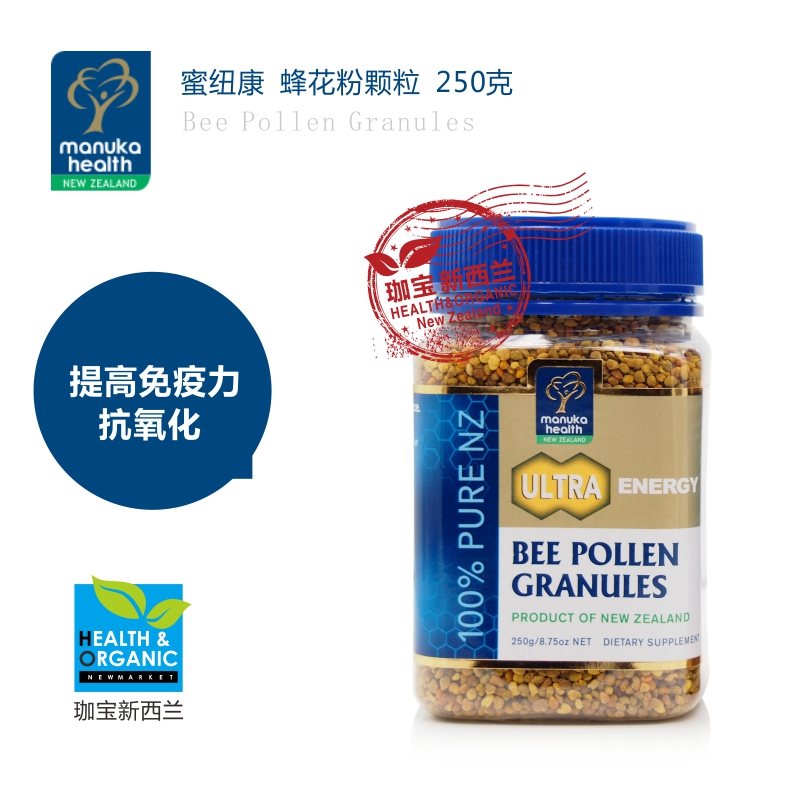 manuka
health
NEW ZEALAND
蜜纽康 蜂花粉颗粒 250克
Bee Pollen Granules
珈宝新西兰
HEALTH&ORGANIC
New Zealand
提高免疫力
抗氧化
manuka
health
NEW ZEALAND
100% PURE NZ
ULTRA ENERGY
BEE POLLEN
GRANULES
PRODUCT OF NEW ZEALAND
250g/8.75oz NET DIETARY SUPPLEMENT
HEALTH &
ORGANIC
NEWMARKET
珈宝新西兰